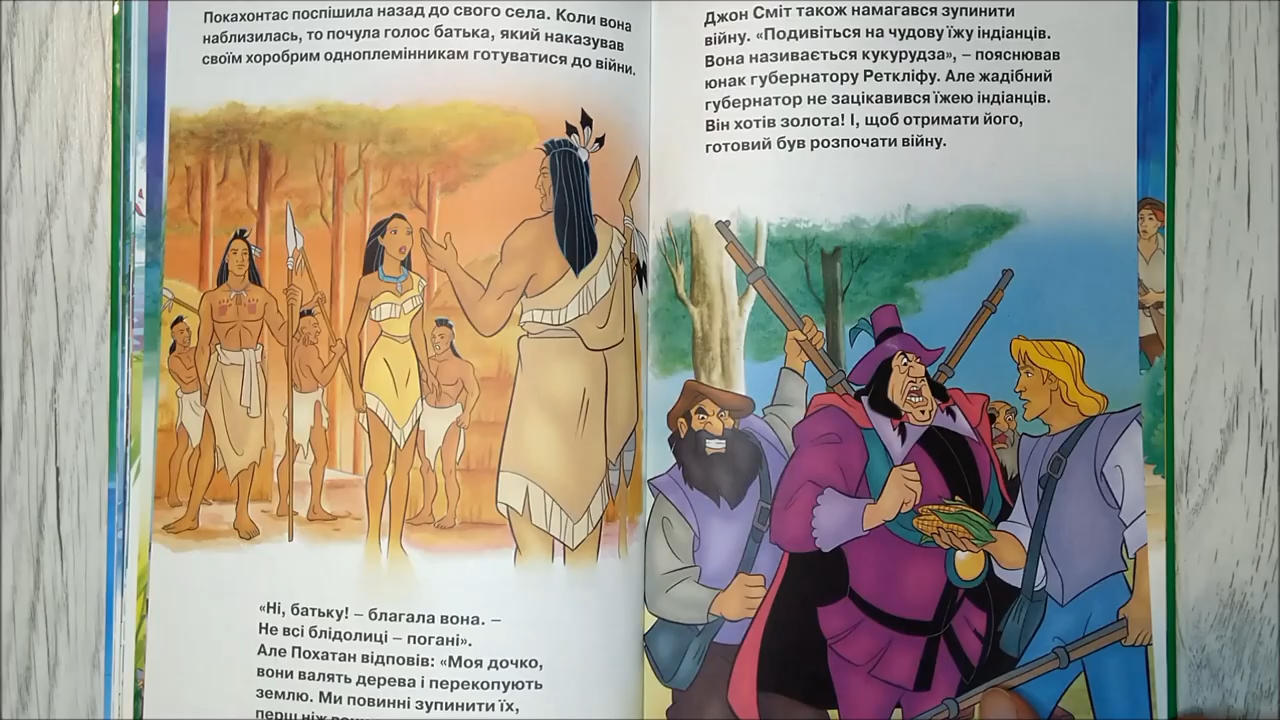 Покахонтас поспішила назад до свого села. Коли вона
наблизилась, то почула голос батька, який наказував
своїм хоробрим одноплемінникам готуватися до війни.
«Ні, батьку! – благала вона. –
Не всі блідолиці – погані».
Але Похатан відповів: «Моя дочко,
вони валять дерева і перекопують
землю. Ми повинні зупинити їх,
перш ніж вони
Джон Сміт також намагався зупинити
війну. «Подивіться на чудову їжу індіанців.
Вона називається кукурудза», – пояснював
юнак губернатору Реткліфу. Але жадібний
губернатор не зацікавився їжею індіанців.
Він хотів золота! І, щоб отримати його,
готовий був розпочати війну.